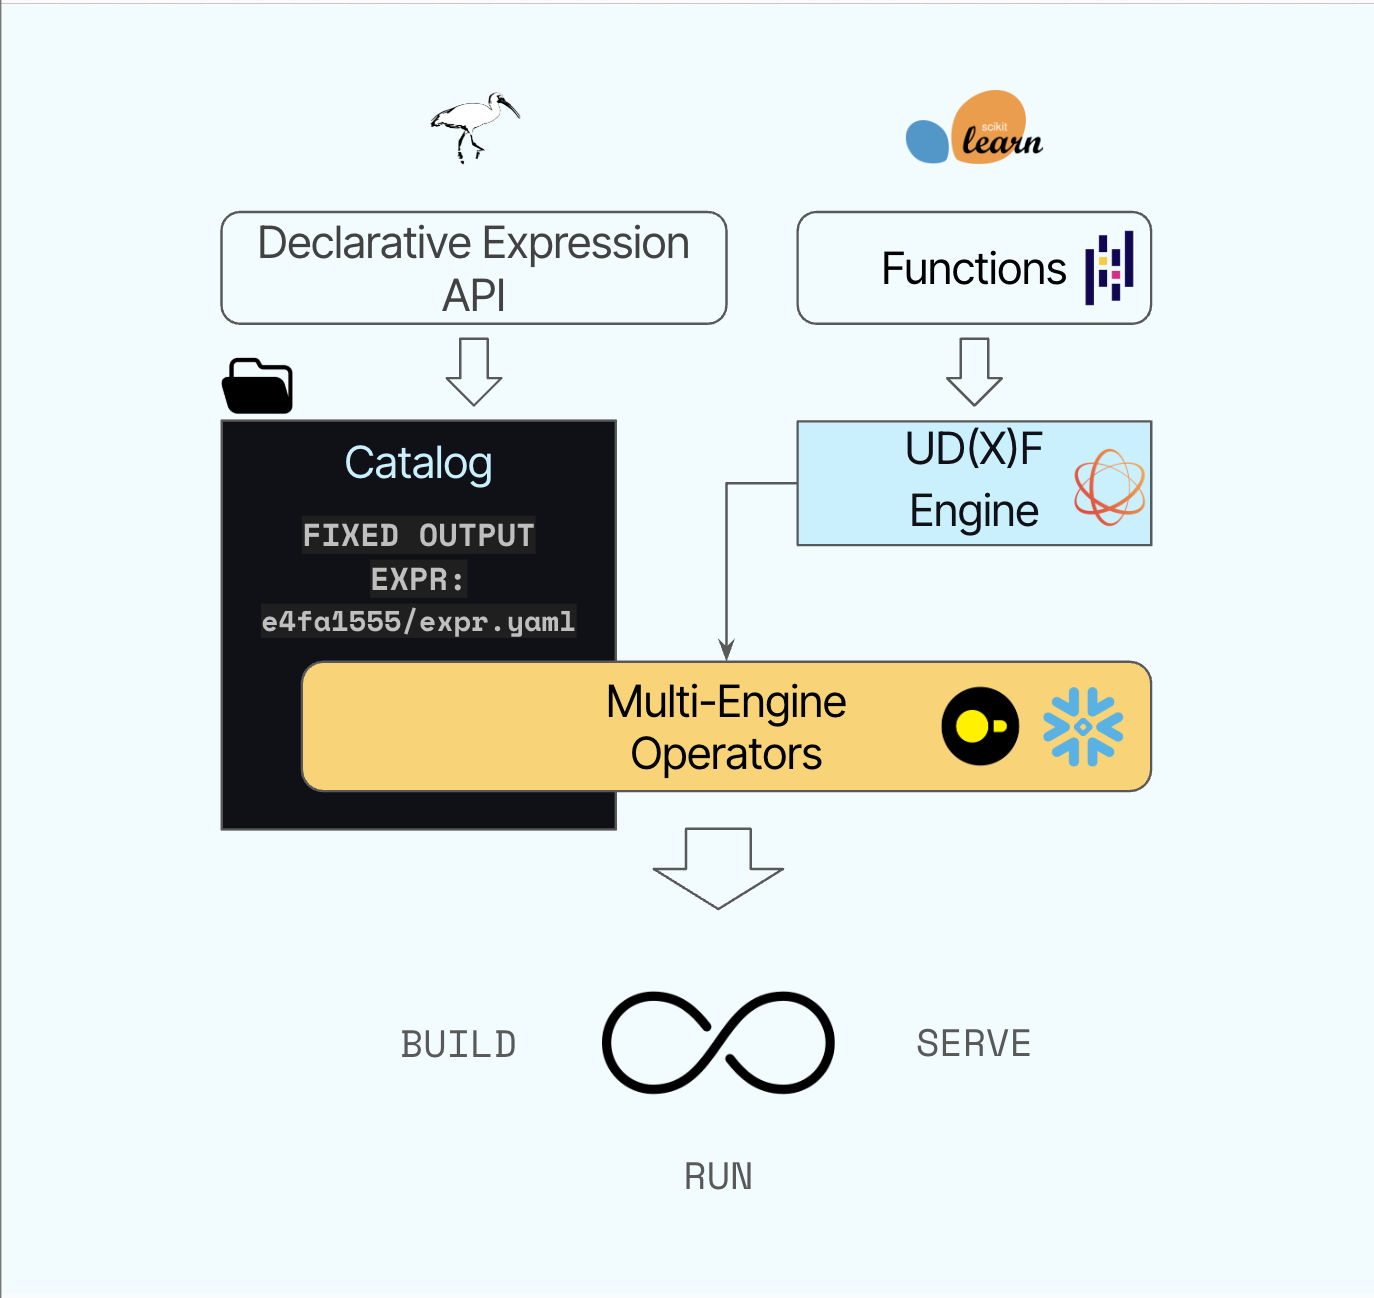 scikit
learn
Declarative Expression
API
Functions
Catalog
FIXED OUTPUT
EXPR:
e4fa1555/expr.yaml
UD(X)F
Engine
Multi-Engine
Operators
BUILD
SERVE
RUN